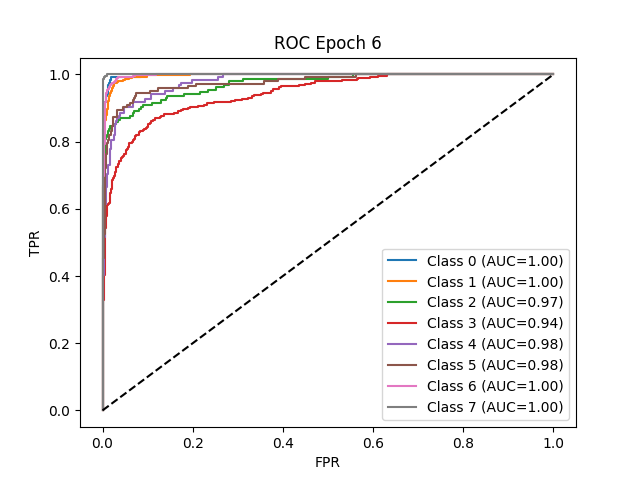 ROC Epoch 6
TPR
1.0
0.8
0.6
0.4
0.2
0.0
Class 0 (AUC=1.00)
Class 1 (AUC=1.00)
Class 2 (AUC=0.97)
Class 3 (AUC=0.94)
Class 4 (AUC=0.98)
Class 5 (AUC=0.98)
Class 6 (AUC=1.00)
Class 7 (AUC=1.00)
0.0 0.2 0.4 0.6 0.8 1.0
FPR